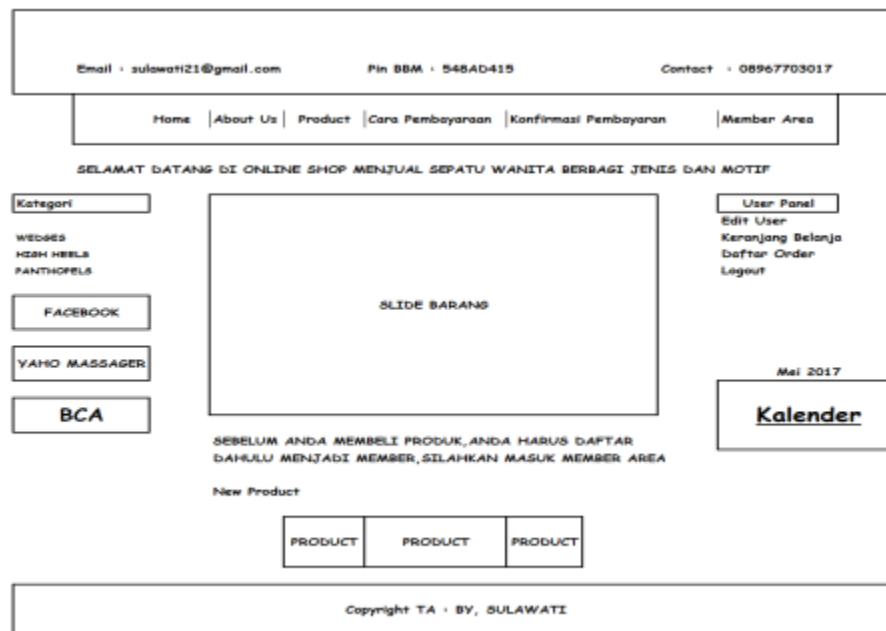 Email : sulawati21@gmail.com Pin BBM : 548AD415 Contact : 08967703017
Home About Us Product Cara Pembayaraan Konfirmasi Pembayaran Member Area
SELAMAT DATANG DI ONLINE SHOP MENJUAL SEPATU WANITA BERBAGI JENIS DAN MOTIF
Kategori
WEDGES
HIGH HEELS
PANTHOPELS
FACEBOOK
YAHO MASSAGER
BCA
SLIDE BARANG
SEBELUM ANDA MEMBELI PRODUK,ANDA HARUS DAFTAR
DAHULU MENJADI MEMBER,SILAHKAN MASUK MEMBER AREA
New Product
PRODUCT PRODUCT PRODUCT
User Panel
Edit User
Keranjang Belanja
Daftar Order
Logout
Mei 2017
Kalender
Copyright TA : BY, SULAWATI